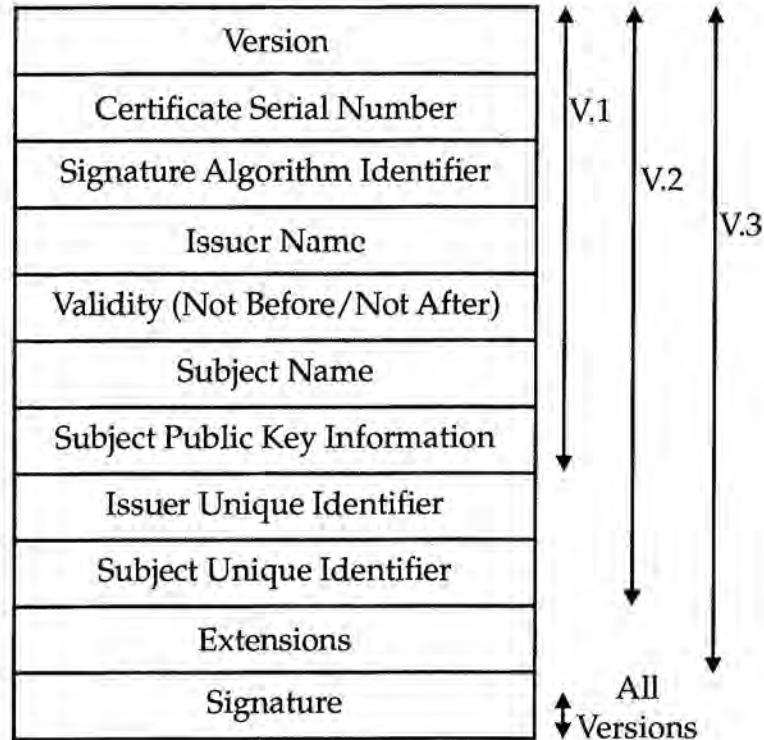 Version
Certificate Serial Number
Signature Algorithm Identifier
Issuer Name
Validity (Not Before/Not After)
Subject Name
Subject Public Key Information
Issuer Unique Identifier
Subject Unique Identifier
Extensions
Signature
V.1
V.2
V.3
All
Versions